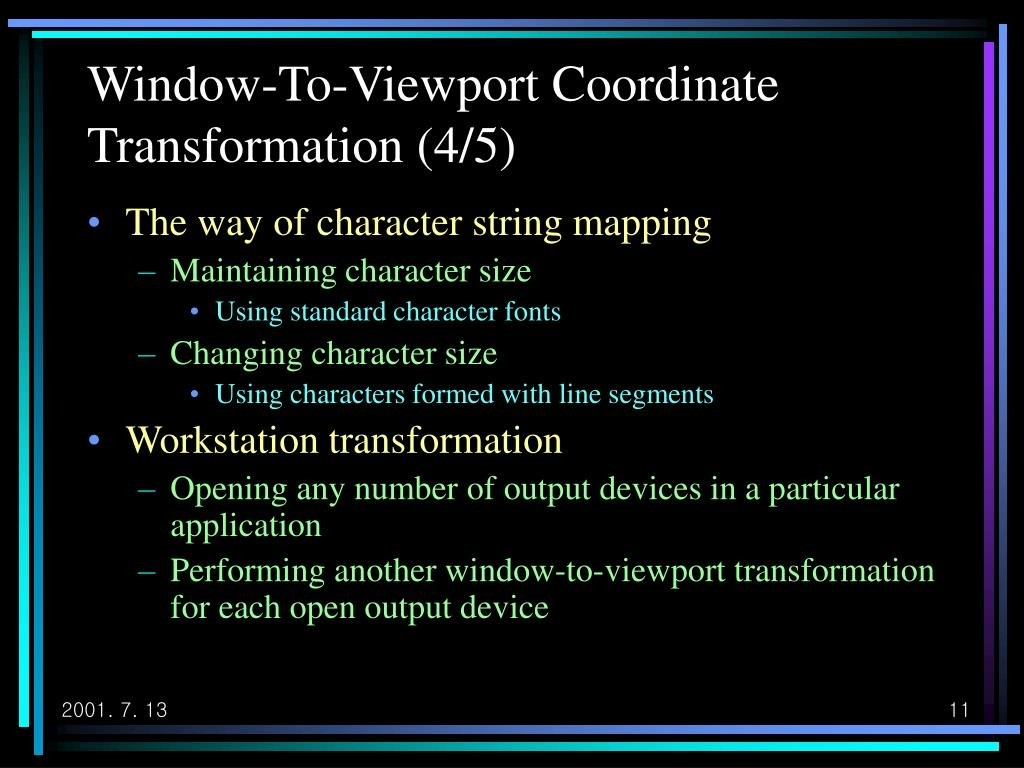 Window-To-Viewport Coordinate
Transformation (4/5)
• The way of character string mapping
– Maintaining character size
• Using standard character fonts
– Changing character size
• Using characters formed with line segments
• Workstation transformation
– Opening any number of output devices in a particular
application
– Performing another window-to-viewport transformation
for each open output device
2001. 7. 13
11